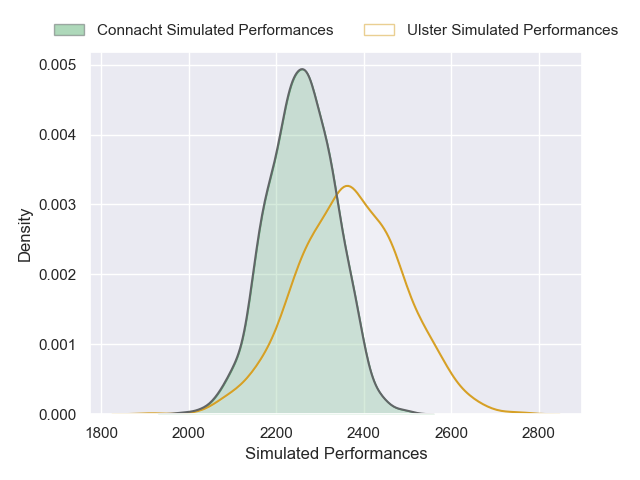 Connacht Simulated Performances Ulster Simulated Performances
0.005
0.004
0.003
0.002
0.001
0.000
Density
1800 2000 2200 2400 2600 2800
Simulated Performances